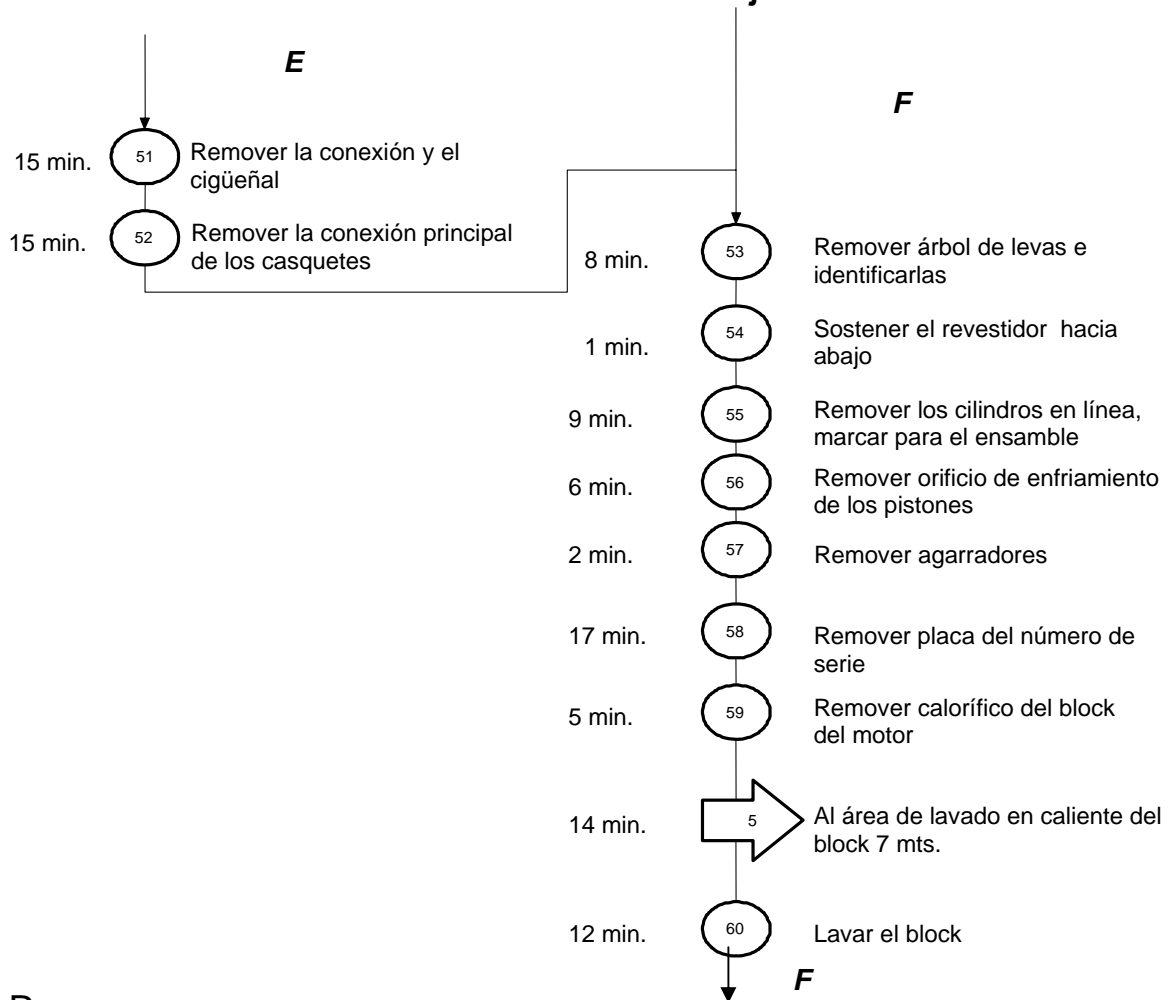 E
F
15 min.
51
Remover la conexión y el
cigüeñal
15 min.
52
Remover la conexión principal
de los casquetes
8 min.
53
Remover árbol de levas e
identificarlas
1 min.
54
Sostener el revestidor hacia
abajo
9 min.
55
Remover los cilindros en línea,
marcar para el ensamble
6 min.
56
Remover orificio de enfriamiento
de los pistones
2 min.
57
Remover agarradores
17 min.
58
Remover placa del número de
serie
5 min.
59
Remover calorífico del block
del motor
14 min.
5
Al área de lavado en caliente del
block 7 mts.
12 min.
60
Lavar el block
F